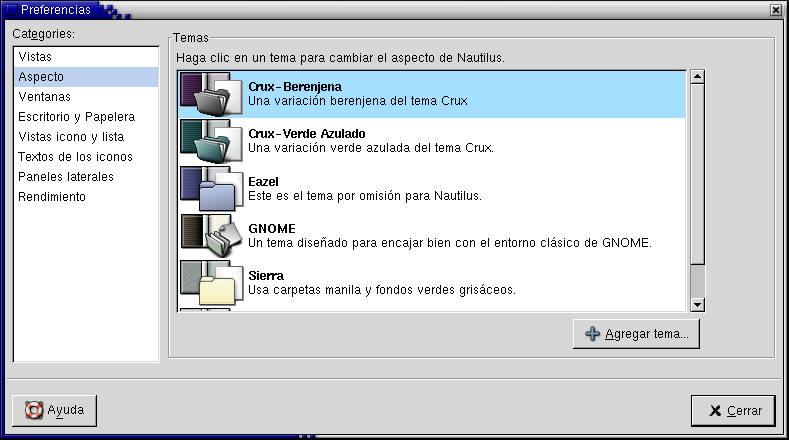 Preferencias
Categories:
Vistas
Aspecto
Ventanas
Escritorio y Papelera
Vistas icono y lista
Textos de los iconos
Paneles laterales
Rendimiento
Temas
Haga clic en un tema para cambiar el aspecto de Nautilus.
Crux-Berenjena
Una variación berenjena del tema Crux
Crux-Verde Azulado
Una variación verde azulada del tema Crux.
Eazel
Este es el tema por omisión para Nautilus.
GNOME
Un tema diseñado para encajar bien con el entorno clásico de GNOME.
Sierra
Usa carpetas manila y fondos verdes grisáceos.
Agregar tema...
Ayuda
Cerrar